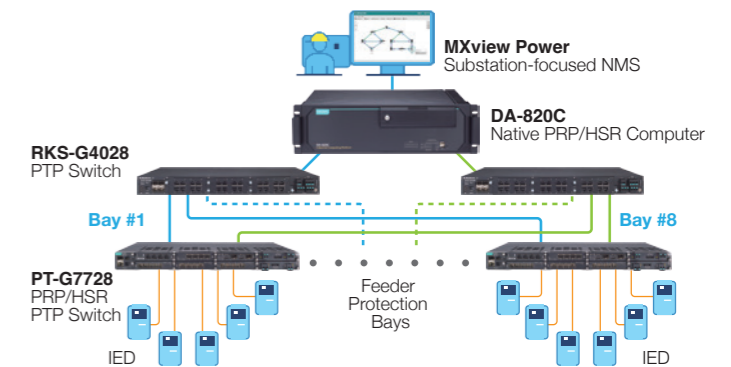 MXview Power
Substation-focused NMS
DA-820C
Native PRP/HSR Computer
RKS-G4028
PTP Switch
Bay #1
Bay #8
PT-G7728
PRP/HSR
PTP Switch
Feeder
Protection
Bays
IED
IED